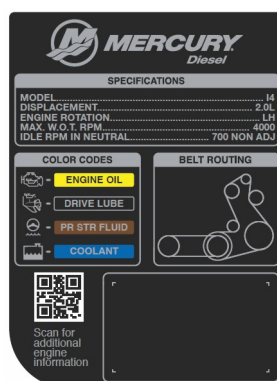 MERCURY
Diesel
SPECIFICATIONS
MODEL...I4
DISPLACEMENT...2.0L
ENGINE ROTATION...LH
MAX. W.O.T. RPM...4000
IDLE RPM IN NEUTRAL...700 NON ADJ
COLOR CODES
BELT ROUTING
- ENGINE OIL
- DRIVE LUBE
- PR STR FLUID
- COOLANT
Scan for
additional
engine
information